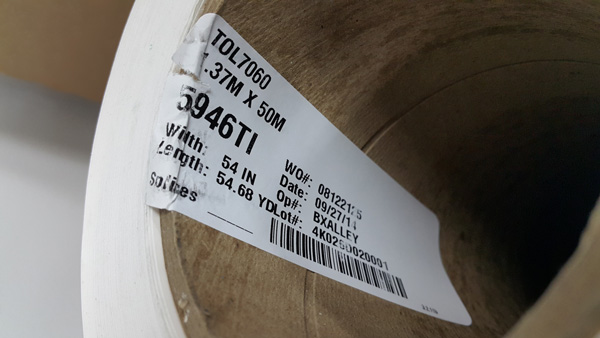 TOL7060
1.37M X 50M
5946TI
Width: 54 IN
Length: 54.68 YD
Splices
WO#:
Date: 09/27/14
Op#: BXALLEY
Lot#: